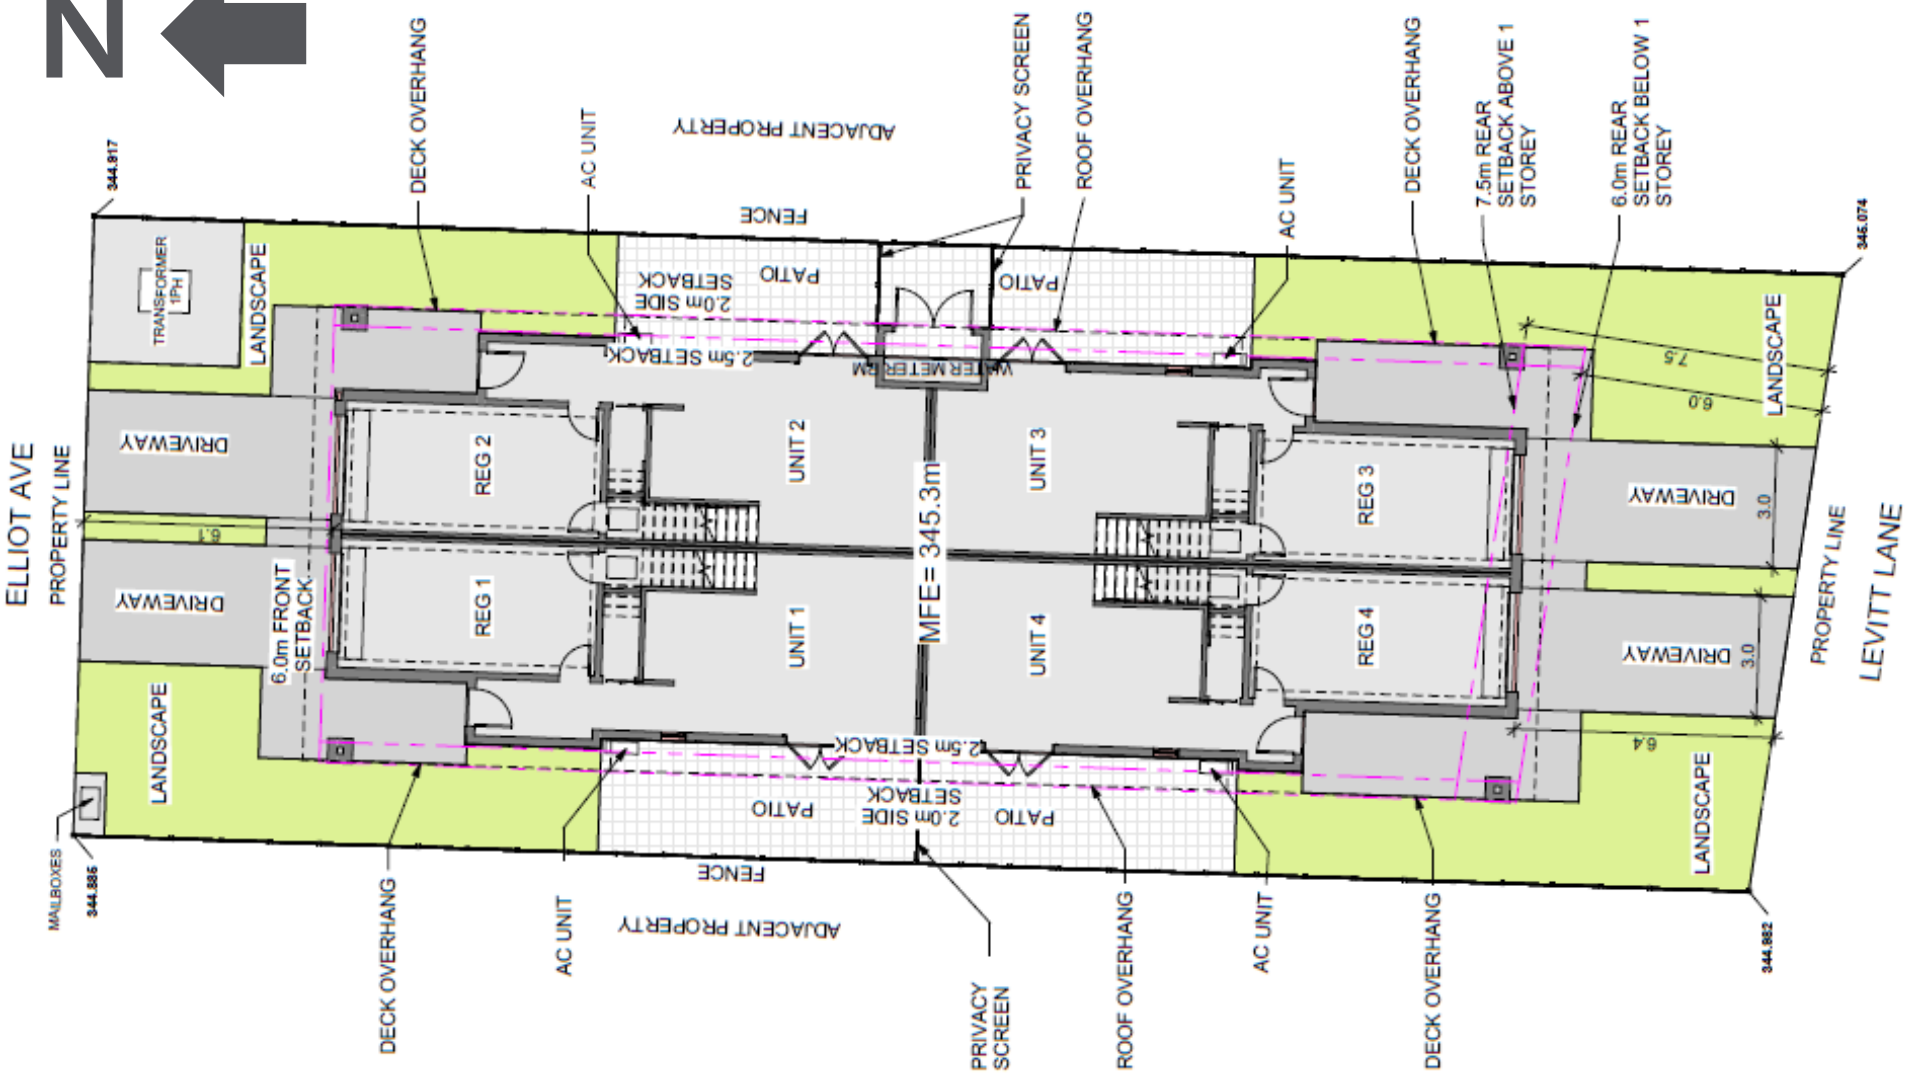 N
ELLIOT AVE
PROPERTY LINE
344.917
DECK OVERHANG
AC UNIT
ADJACENT PROPERTY
FENCE
PRIVACY SCREEN
ROOF OVERHANG
AC UNIT
DECK OVERHANG
7.5m REAR
SETBACK ABOVE 1
STOREY
6.0m REAR
SETBACK BELOW 1
STOREY
345.074
TRANSFORMER
1PH
LANDSCAPE
2.0m SIDE
SETBACK
PATIO
PATIO
2.5m SETBACK
WATER METER RM
7.5
6.0
LANDSCAPE
DRIVEWAY
REG 2
UNIT 2
UNIT 3
REG 3
DRIVEWAY
3.0
6.1
MFE= 345.3m
DRIVEWAY
6.0m FRONT
SETBACK
REG 1
UNIT 1
UNIT 4
REG 4
DRIVEWAY
3.0
PROPERTY LINE
LEVITT LANE
LANDSCAPE
2.5m SETBACK
2.0m SIDE
SETBACK
PATIO
PATIO
6.4
LANDSCAPE
MAILBOXES
344.886
FENCE
ADJACENT PROPERTY
DECK OVERHANG
AC UNIT
PRIVACY
SCREEN
ROOF OVERHANG
AC UNIT
DECK OVERHANG
344.982